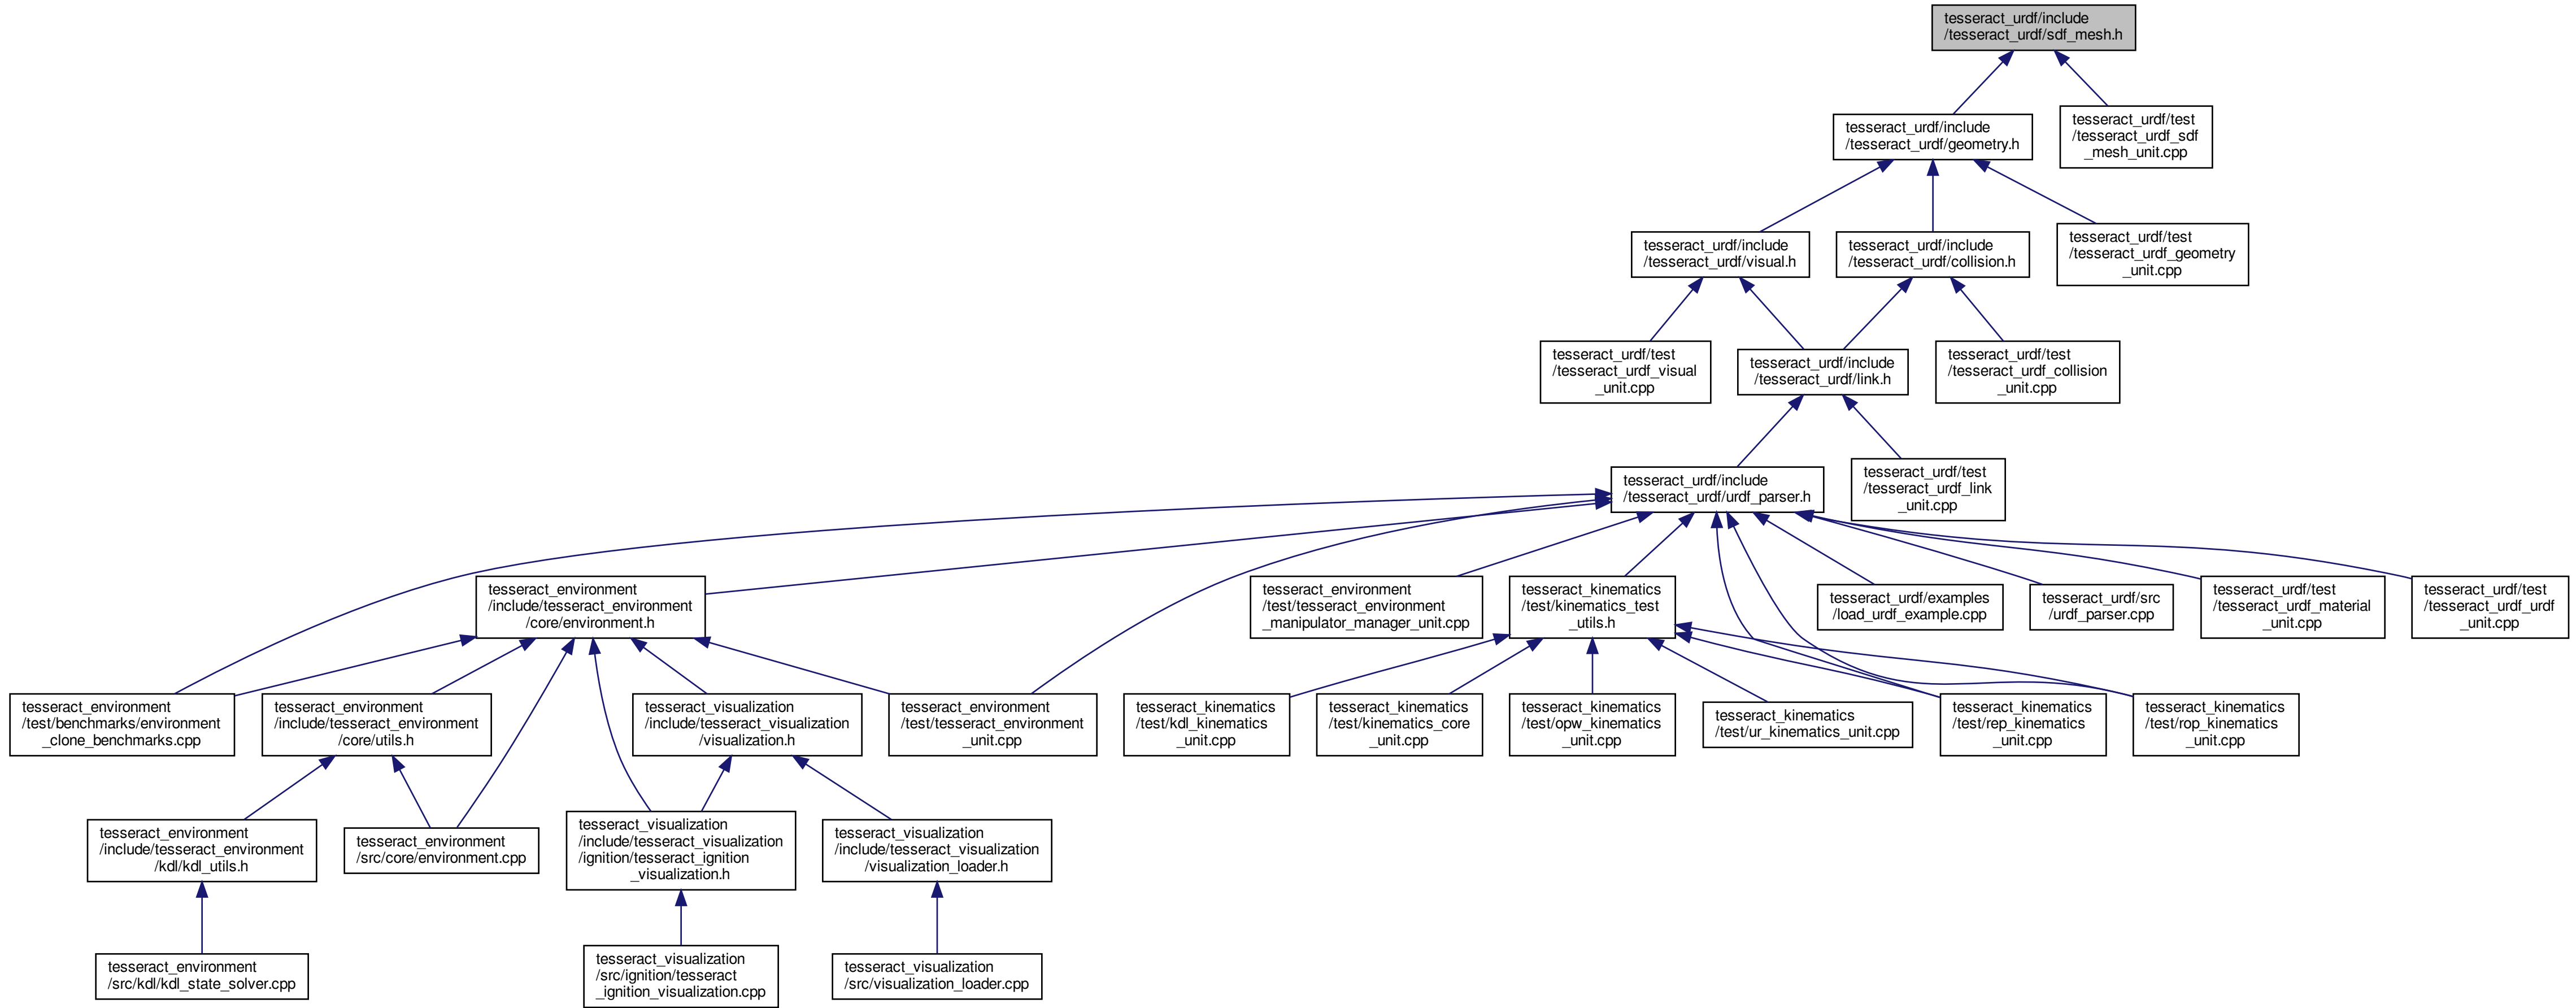 tesseract_urdf/include
/tesseract_urdf/sdf_mesh.h
tesseract_urdf/include
/tesseract_urdf/geometry.h
tesseract_urdf/test
/tesseract_urdf_sdf
_mesh_unit.cpp
tesseract_urdf/include
/tesseract_urdf/visual.h
tesseract_urdf/include
/tesseract_urdf/collision.h
tesseract_urdf/test
/tesseract_urdf_geometry
_unit.cpp
tesseract_urdf/test
/tesseract_urdf_visual
_unit.cpp
tesseract_urdf/include
/tesseract_urdf/link.h
tesseract_urdf/test
/tesseract_urdf_collision
_unit.cpp
tesseract_urdf/include
/tesseract_urdf/urdf_parser.h
tesseract_urdf/test
/tesseract_urdf_link
_unit.cpp
tesseract_environment
/include/tesseract_environment
/core/environment.h
tesseract_environment
/test/tesseract_environment
_manipulator_manager_unit.cpp
tesseract_kinematics
/test/kinematics_test
_utils.h
tesseract_urdf/examples
/load_urdf_example.cpp
tesseract_urdf/src
/urdf_parser.cpp
tesseract_urdf/test
/tesseract_urdf_material
_unit.cpp
tesseract_urdf/test
/tesseract_urdf_urdf
_unit.cpp
tesseract_environment
/test/benchmarks/environment
_clone_benchmarks.cpp
tesseract_environment
/include/tesseract_environment
/core/utils.h
tesseract_visualization
/include/tesseract_visualization
/visualization.h
tesseract_environment
/test/tesseract_environment
_unit.cpp
tesseract_kinematics
/test/kdl_kinematics
_unit.cpp
tesseract_kinematics
/test/kinematics_core
_unit.cpp
tesseract_kinematics
/test/opw_kinematics
_unit.cpp
tesseract_kinematics
/test/ur_kinematics_unit.cpp
tesseract_kinematics
/test/rep_kinematics
_unit.cpp
tesseract_kinematics
/test/rop_kinematics
_unit.cpp
tesseract_environment
/include/tesseract_environment
/kdl/kdl_utils.h
tesseract_environment
/src/core/environment.cpp
tesseract_visualization
/include/tesseract_visualization
/ignition/tesseract_ignition
_visualization.h
tesseract_visualization
/include/tesseract_visualization
/visualization_loader.h
tesseract_environment
/src/kdl/kdl_state_solver.cpp
tesseract_visualization
/src/ignition/tesseract
_ignition_visualization.cpp
tesseract_visualization
/src/visualization_loader.cpp